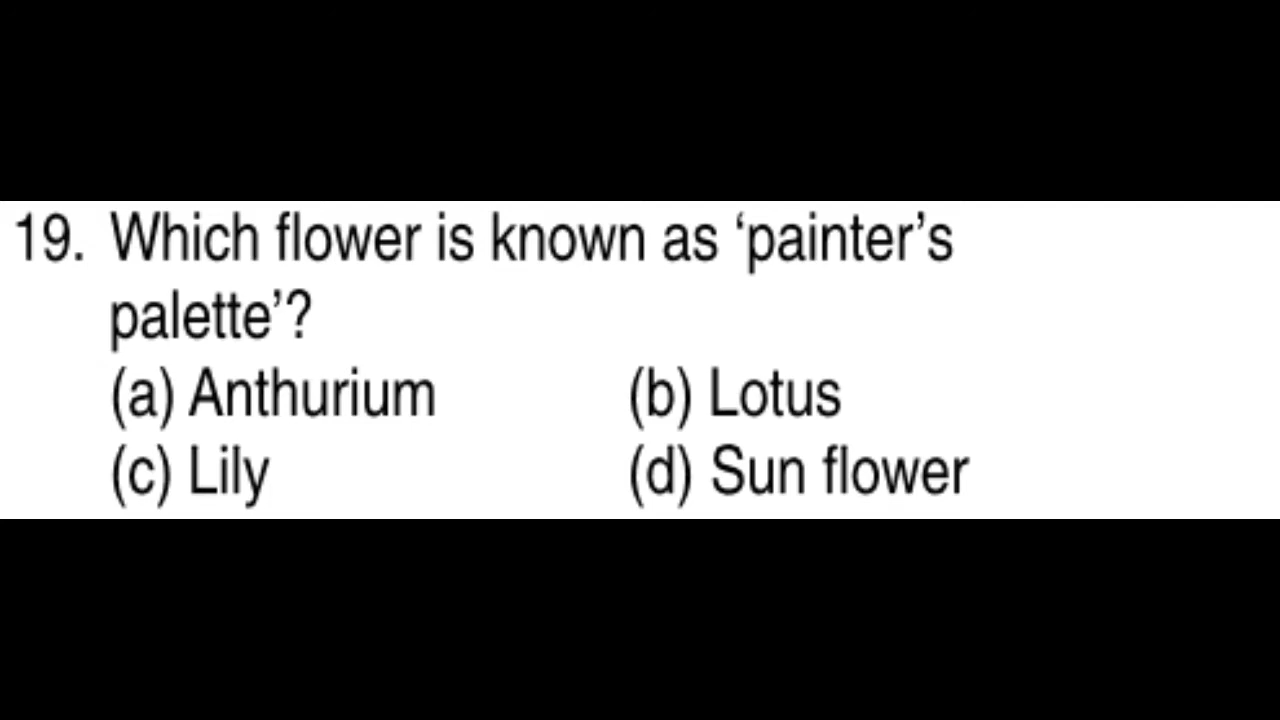 19. Which flower is known as ‘painter’s
palette’?
(a) Anthurium (b) Lotus
(c) Lily (d) Sun flower